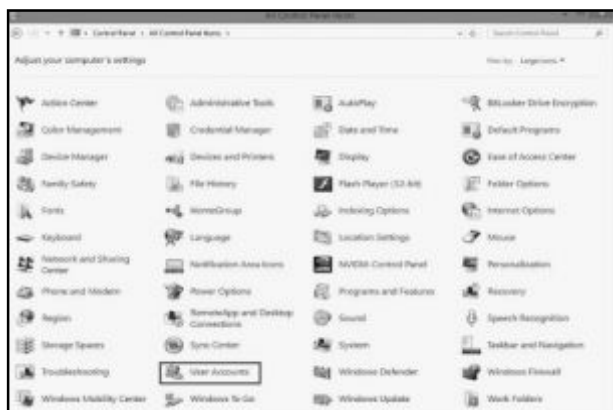 All Control Panel Items
Control Panel All Control Panel Items Search Control Panel
Adjust your computer's settings View by: Large icons
Action Center Administrative Tools AutoPlay BitLocker Drive Encryption
Color Management Credential Manager Date and Time Default Programs
Device Manager Devices and Printers Display Ease of Access Center
Family Safety File History Flash Player (32-bit) Folder Options
Fonts HomeGroup Indexing Options Internet Options
Keyboard Language Location Settings Mouse
Network and Sharing Center Notification Area Icons NVIDIA Control Panel Personalization
Phone and Modem Power Options Programs and Features Recovery
Region RemoteApp and Desktop Connections Sound Speech Recognition
Storage Spaces Sync Center System Taskbar and Navigation
Troubleshooting User Accounts Windows Defender Windows Firewall
Windows Mobility Center Windows To Go Windows Update Work Folders